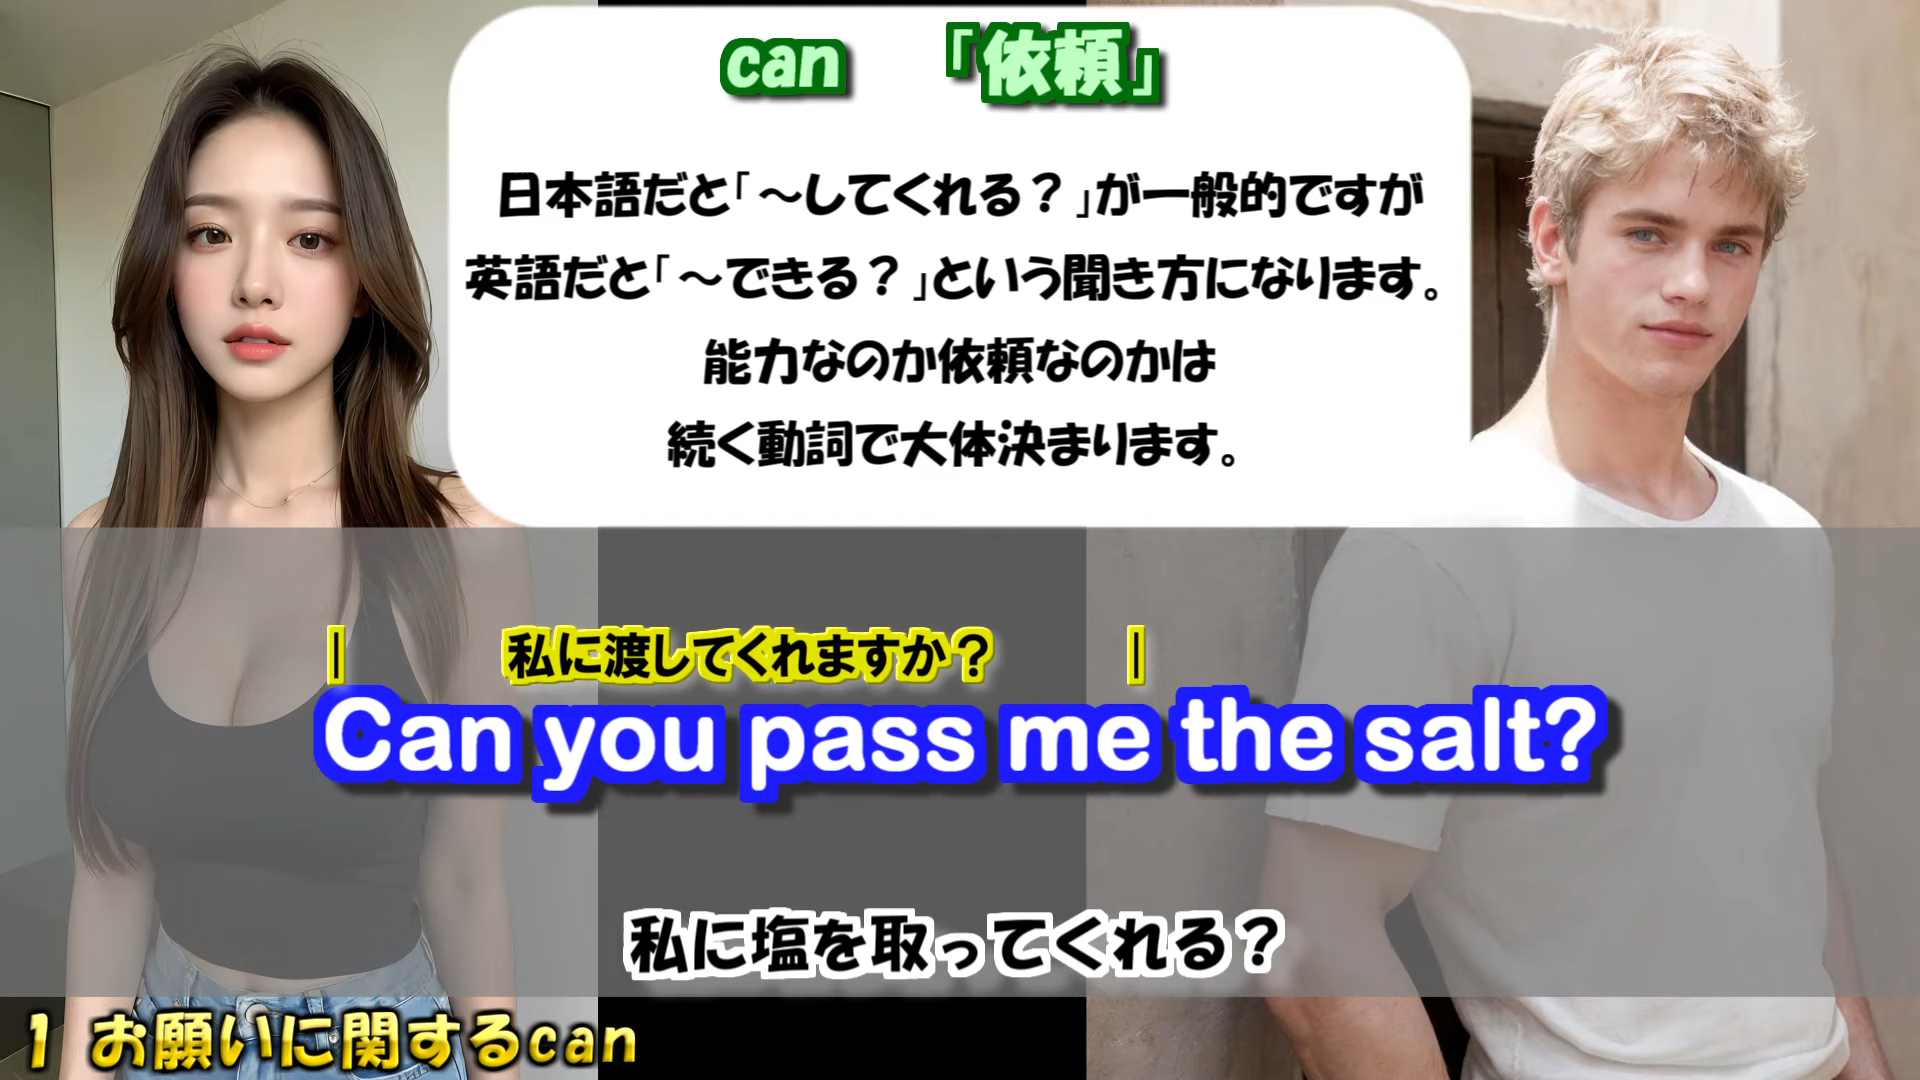 can 「依頼」
日本語だと「～してくれる？」が一般的ですが
英語だと「～できる？」という聞き方になります。
能力なのか依頼なのかは
続く動詞で大体決まります。
| 私に渡してくれますか？ |
Can you pass me the salt?
私に塩を取ってくれる？
1 お願いに関するcan